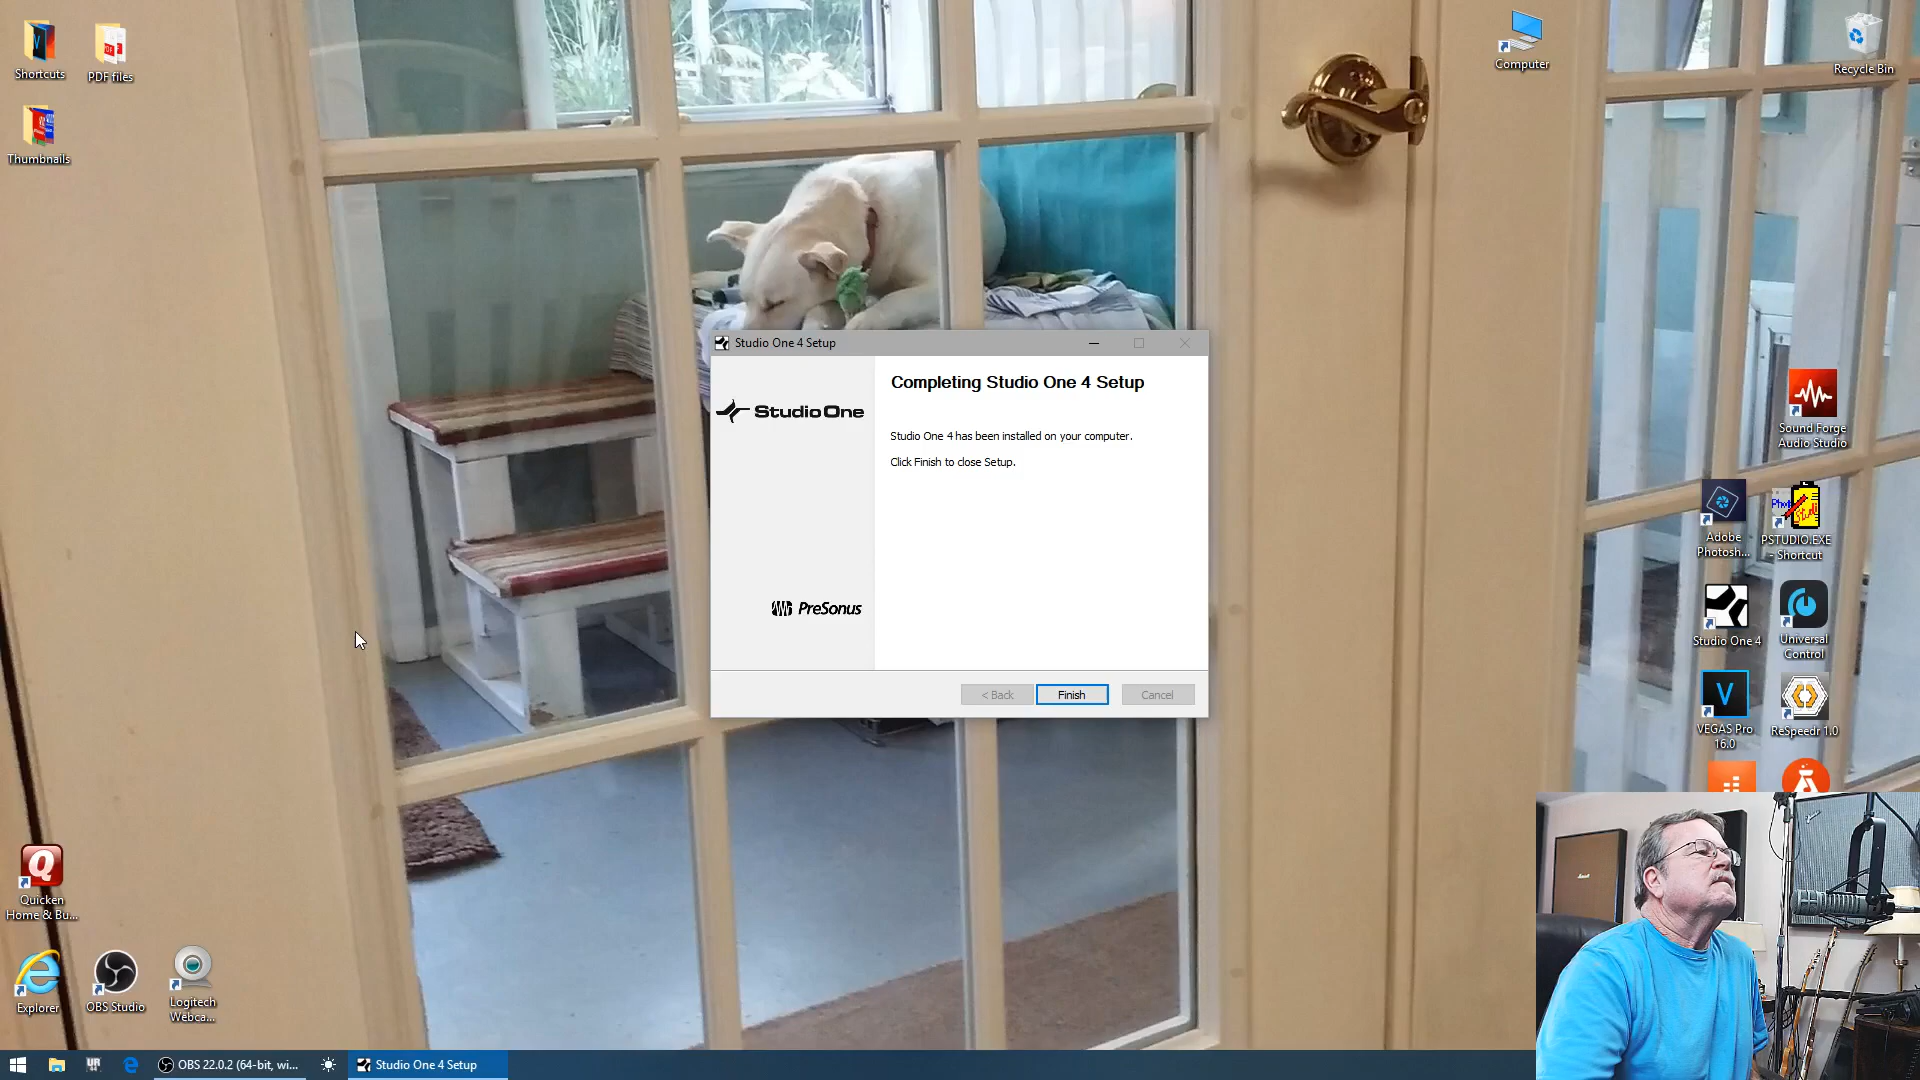 Shortcuts
PDF files
Thumbnails
Computer
Recycle Bin
Studio One 4 Setup
Completing Studio One 4 Setup
Studio One
Studio One 4 has been installed on your computer.
Click Finish to close Setup.
PreSonus
< Back
Finish
Cancel
Sound Forge
Audio Studio
Adobe
Photosh...
PSTUDIO.EXE
- Shortcut
Studio One 4
Universal
Control
VEGAS Pro
16.0
ReSpeedr 1.0
Quicken
Home & Bu...
Explorer
OBS Studio
Logitech
Webca...
OBS 22.0.2 (64-bit, wi...
Studio One 4 Setup